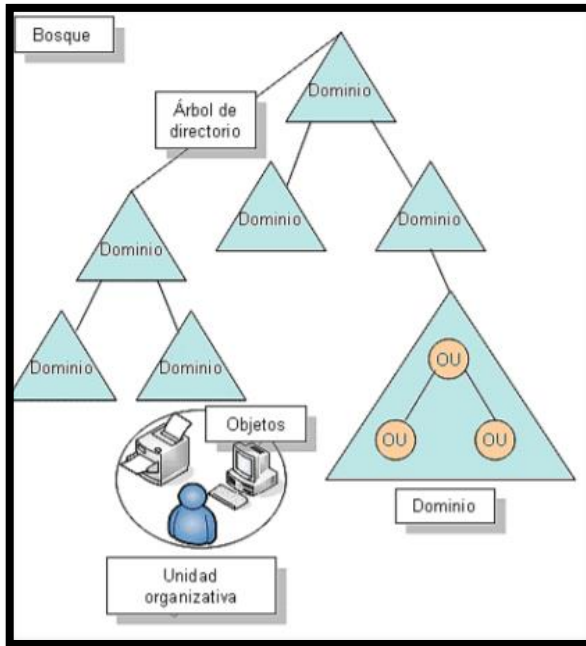 Bosque
Dominio
Árbol de
directorio
Dominio
Dominio
Dominio
Dominio
Dominio
OU
OU
OU
Objetos
Dominio
Unidad
organizativa